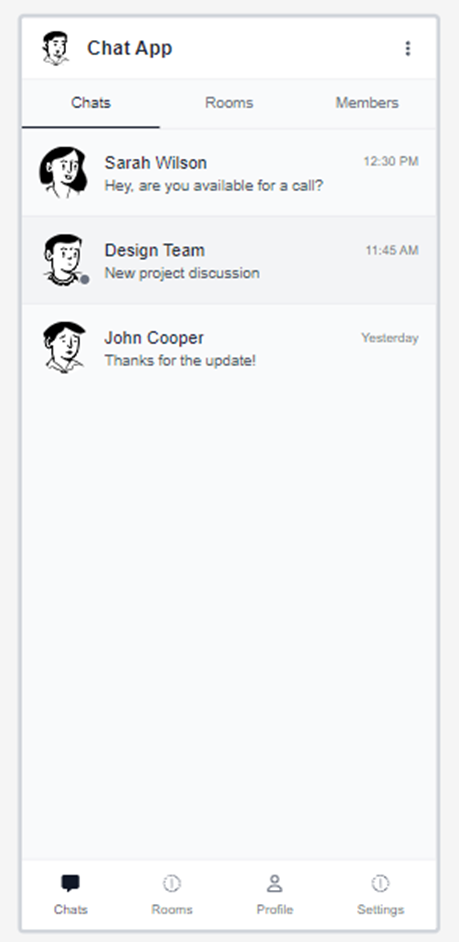 Chat App
Chats Rooms Members
Sarah Wilson 12:30 PM
Hey, are you available for a call?
Design Team 11:45 AM
New project discussion
John Cooper Yesterday
Thanks for the update!
Chats Rooms Profile Settings